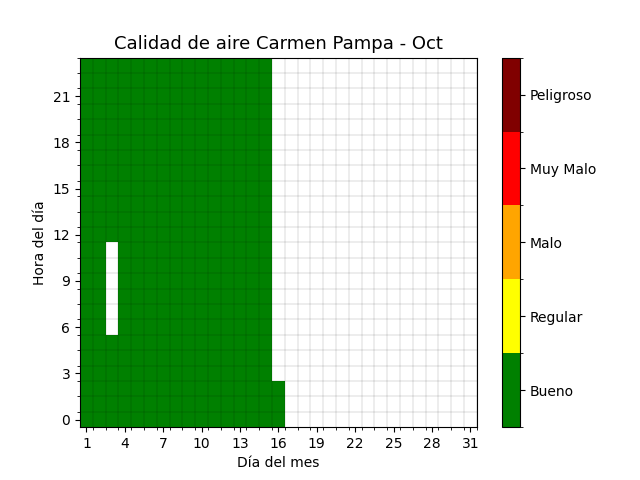 Calidad de aire Carmen Pampa - Oct
Hora del día
21
18
15
12
9
6
3
0
1 4 7 10 13 16 19 22 25 28 31
Día del mes
Peligroso
Muy Malo
Malo
Regular
Bueno